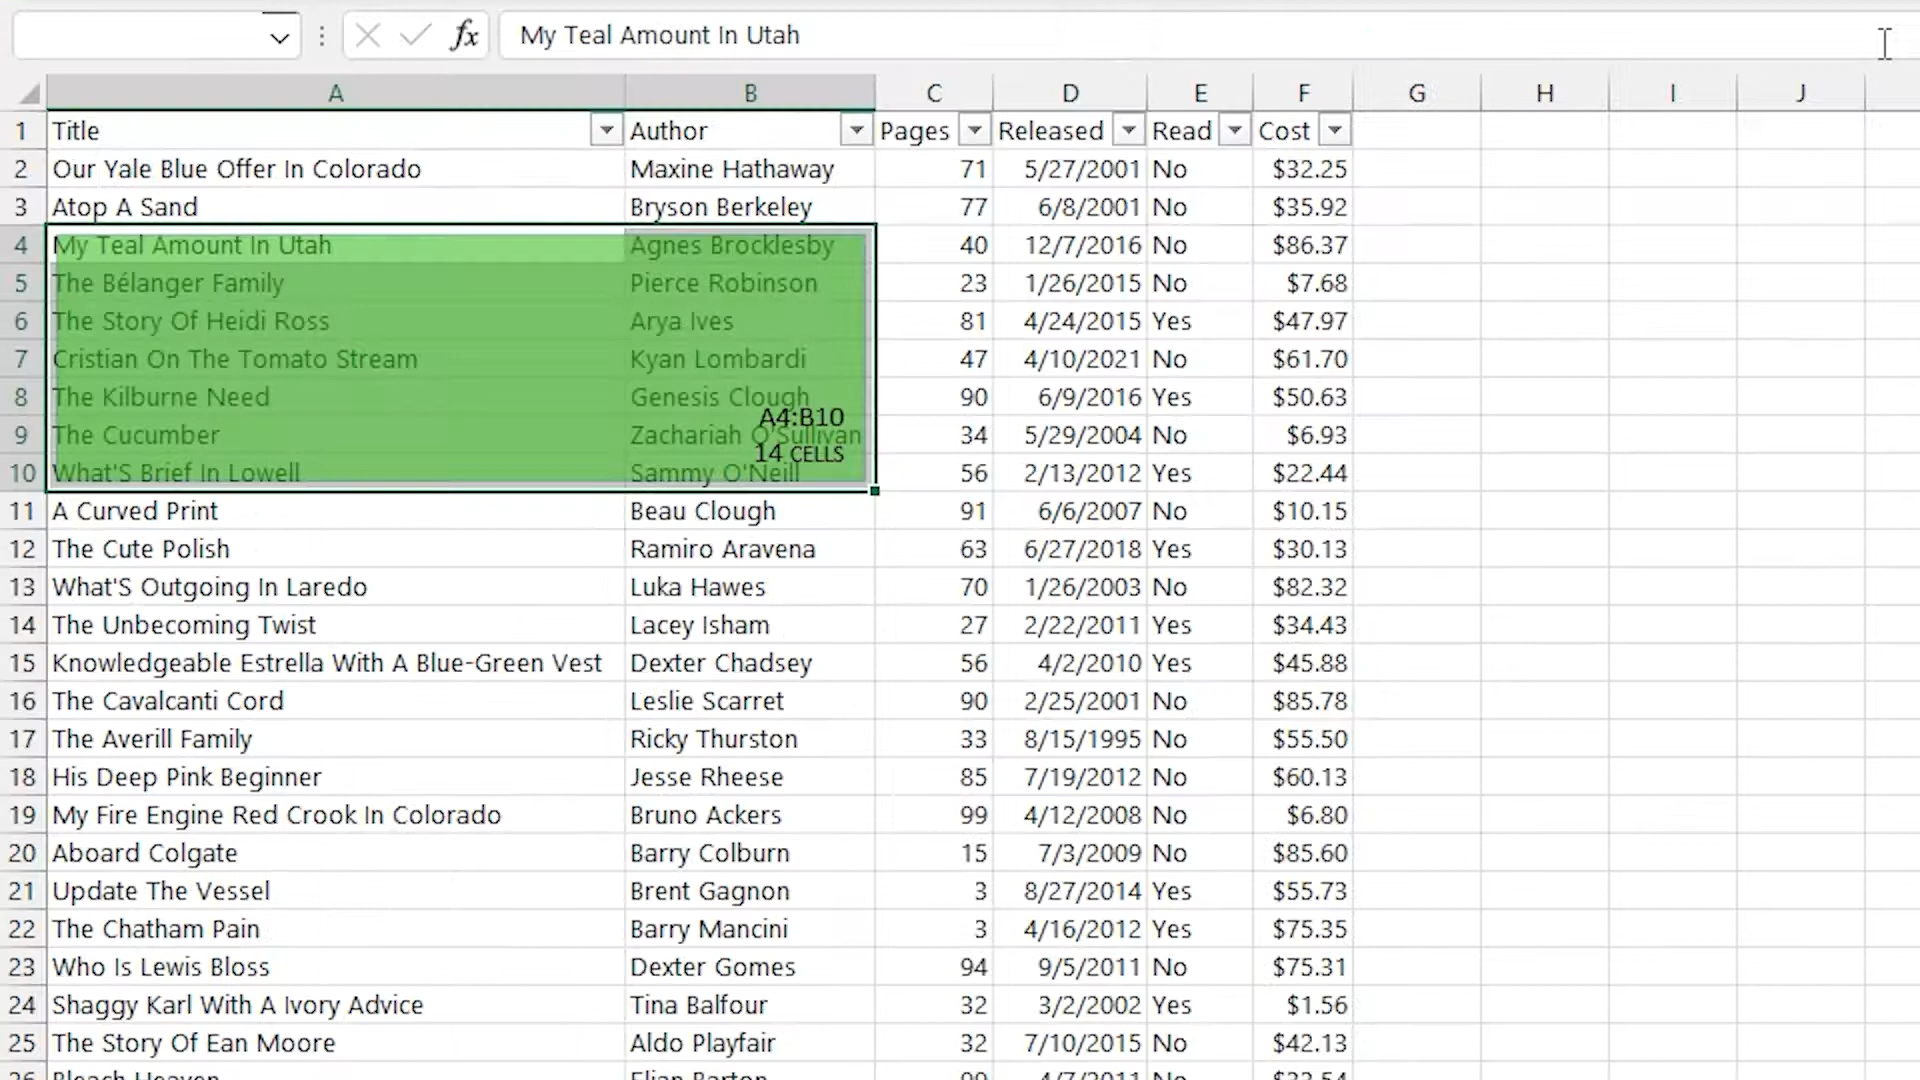 fx My Teal Amount In Utah
A B C D E F G H I J
1 Title Author Pages Released Read Cost
2 Our Yale Blue Offer In Colorado Maxine Hathaway 71 5/27/2001 No $32.25
3 Atop A Sand Bryson Berkeley 77 6/8/2001 No $35.92
4 My Teal Amount In Utah Agnes Brocklesby 40 12/7/2016 No $86.37
5 The Bélanger Family Pierce Robinson 23 1/26/2015 No $7.68
6 The Story Of Heidi Ross Arya Ives 81 4/24/2015 Yes $47.97
7 Cristian On The Tomato Stream Kyan Lombardi 47 4/10/2021 No $61.70
8 The Kilburne Need Genesis Clough 90 6/9/2016 Yes $50.63
A4:B10
9 The Cucumber Zachariah O'Sullivan 34 5/29/2004 No $6.93
14 CELLS
10 What'S Brief In Lowell Sammy O'Neill 56 2/13/2012 Yes $22.44
11 A Curved Print Beau Clough 91 6/6/2007 No $10.15
12 The Cute Polish Ramiro Aravena 63 6/27/2018 Yes $30.13
13 What'S Outgoing In Laredo Luka Hawes 70 1/26/2003 No $82.32
14 The Unbecoming Twist Lacey Isham 27 2/22/2011 Yes $34.43
15 Knowledgeable Estrella With A Blue-Green Vest Dexter Chadsey 56 4/2/2010 Yes $45.88
16 The Cavalcanti Cord Leslie Scarret 90 2/25/2001 No $85.78
17 The Averill Family Ricky Thurston 33 8/15/1995 No $55.50
18 His Deep Pink Beginner Jesse Rheese 85 7/19/2012 No $60.13
19 My Fire Engine Red Crook In Colorado Bruno Ackers 99 4/12/2008 No $6.80
20 Aboard Colgate Barry Colburn 15 7/3/2009 No $85.60
21 Update The Vessel Brent Gagnon 3 8/27/2014 Yes $55.73
22 The Chatham Pain Barry Mancini 3 4/16/2012 Yes $75.35
23 Who Is Lewis Bloss Dexter Gomes 94 9/5/2011 No $75.31
24 Shaggy Karl With A Ivory Advice Tina Balfour 32 3/2/2002 Yes $1.56
25 The Story Of Ean Moore Aldo Playfair 32 7/10/2015 No $42.13